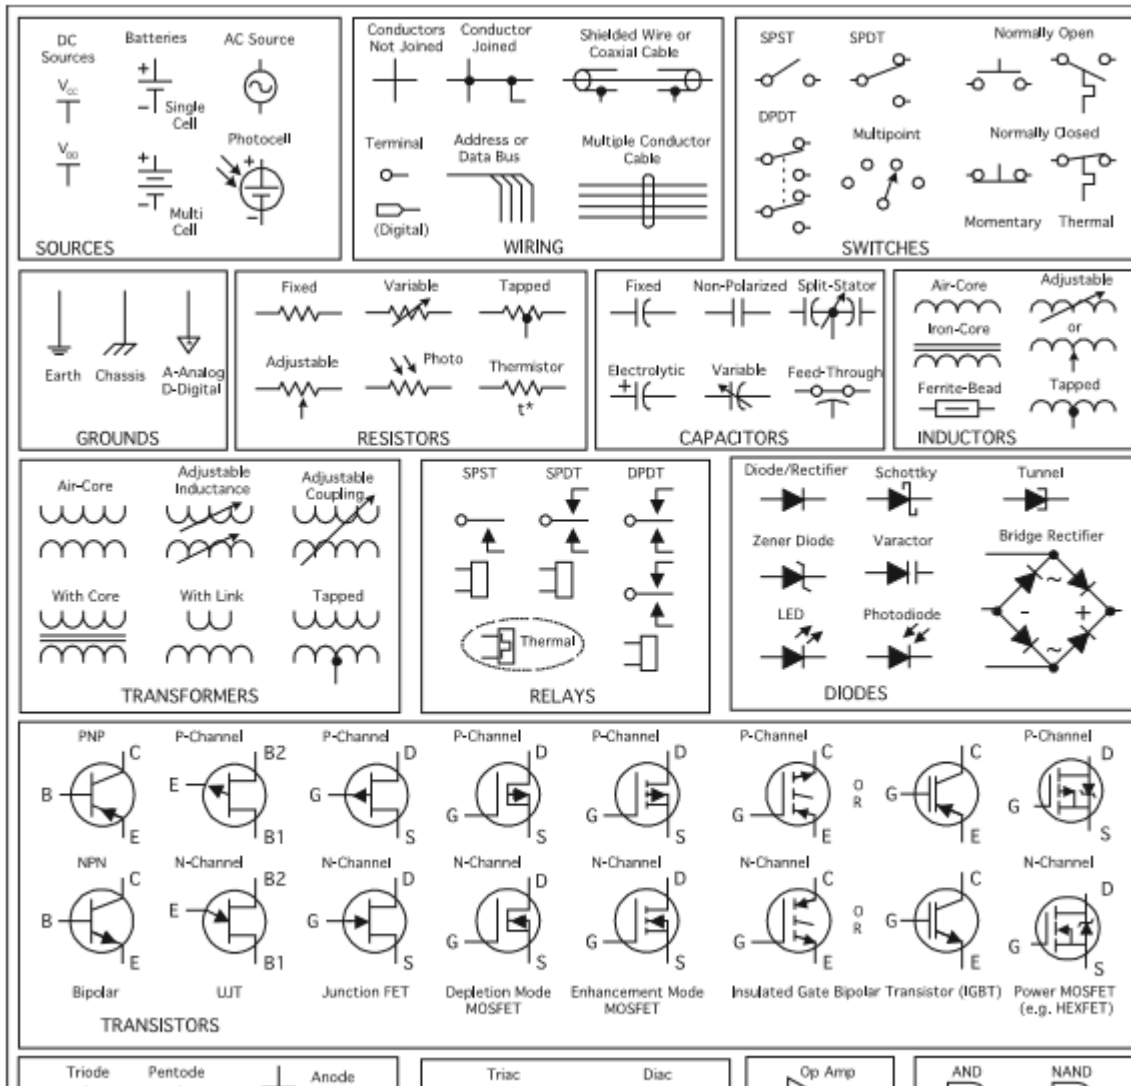 DC
Sources
Batteries
AC Source
VCC
+
−
Single
Cell
VDD
Photocell
+
−
+
−
Multi
Cell
SOURCES
Conductors
Not Joined
Conductor
Joined
Shielded Wire or
Coaxial Cable
Terminal
(Digital)
Address or
Data Bus
Multiple Conductor
Cable
WIRING
SPST
SPDT
Normally Open
DPDT
Multipoint
Normally Closed
Momentary
Thermal
SWITCHES
Earth
Chassis
A-Analog
D-Digital
GROUNDS
Fixed
Variable
Tapped
Adjustable
Photo
Thermistor
t*
RESISTORS
Fixed
Non-Polarized
Split-Stator
Electrolytic
+
Variable
Feed-Through
CAPACITORS
Air-Core
Adjustable
Iron-Core
or
Ferrite-Bead
Tapped
INDUCTORS
Air-Core
Adjustable
Inductance
Adjustable
Coupling
With Core
With Link
Tapped
TRANSFORMERS
SPST
SPDT
DPDT
Thermal
RELAYS
Diode/Rectifier
Schottky
Tunnel
Zener Diode
Varactor
Bridge Rectifier
~
-
+
~
LED
Photodiode
DIODES
PNP
B
C
E
P-Channel
E
B2
B1
P-Channel
G
D
S
P-Channel
G
D
S
P-Channel
G
D
S
P-Channel
G
C
E
O
R
G
C
E
P-Channel
G
D
S
NPN
B
C
E
N-Channel
E
B2
B1
N-Channel
G
D
S
N-Channel
G
D
S
N-Channel
G
D
S
N-Channel
G
C
E
O
R
G
C
E
N-Channel
G
D
S
Bipolar
UJT
Junction FET
Depletion Mode
MOSFET
Enhancement Mode
MOSFET
Insulated Gate Bipolar Transistor (IGBT)
Power MOSFET
(e.g. HEXFET)
TRANSISTORS
Triode
Pentode
Anode
Triac
Diac
Op Amp
AND
NAND